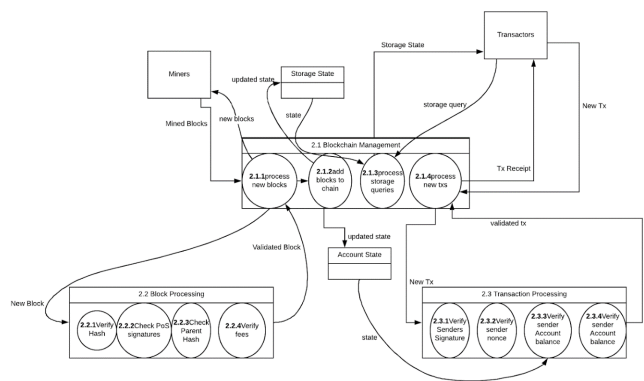 Transactors
Storage State
Miners
Storage State
updated state
state
storage query
New Tx
Mined Blocks
new blocks
2.1 Blockchain Management
2.1.1process
new blocks
2.1.2add
blocks to
chain
2.1.3process
storage
queries
2.1.4process
new txs
Tx Receipt
validated tx
updated state
Validated Block
Account State
New Tx
New Block
2.2 Block Processing
2.2.1Verify
Hash
2.2.2Check PoS
signatures
2.2.3Check
Parent
Hash
2.2.4Verify
fees
state
2.3 Transaction Processing
2.3.1Verify
Senders
Signature
2.3.2Verify
sender
nonce
2.3.3Verify
sender
Account
balance
2.3.4Verify
sender
Account
balance